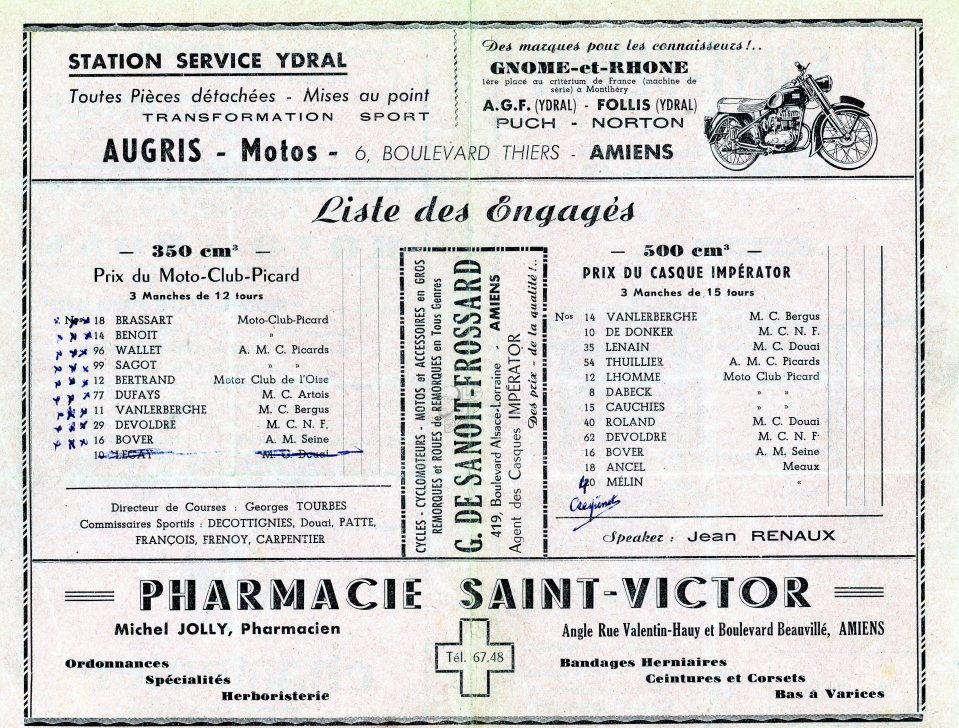 STATION SERVICE YDRAL
Toutes Pièces détachées - Mises au point
TRANSFORMATION SPORT
Des marques pour les connaisseurs !..
GNOME-et-RHONE
1ère placé au critérium de France (machine de
série) a Montlhéry
A.G.F. (YDRAL) - FOLLIS (YDRAL)
PUCH - NORTON
AUGRIS - Motos - 6, BOULEVARD THIERS - AMIENS
Liste des Engagés
— 350 cm³ —
Prix du Moto-Club-Picard
3 Manches de 12 tours
Nos 18 BRASSART Moto-Club-Picard
14 BENOIT »
96 WALLET A. M. C. Picards
99 SAGOT » »
12 BERTRAND Motor Club de l'Oise
77 DUFAYS M. C. Artois
11 VANLERBERGHE M. C. Bergus
29 DEVOLDRE M. C. N. F.
16 BOVER A. M. Seine
10 LEGAY M. C. Douai
Directeur de Courses : Georges TOURBES
Commissaires Sportifs : DECOTTIGNIES, Douai, PATTE,
FRANÇOIS, FRENOY, CARPENTIER
CYCLES - CYCLOMOTEURS - MOTOS et ACCESSOIRES en GROS
REMORQUES et ROUES de REMORQUES en Tous Genres
G. DE SANOIT-FROSSARD
419, Boulevard Alsace-Lorraine - AMIENS
Agent des Casques IMPÉRATOR
Des prix - de la qualité !..
— 500 cm³ —
PRIX DU CASQUE IMPÉRATOR
3 Manches de 15 tours
Nos 14 VANLERBERGHE M. C. Bergus
10 DE DONKER M. C. N. F.
35 LENAIN M. C. Douai
54 THUILLIER A. M. C. Picards
12 LHOMME Moto Club Picard
8 DABECK » »
15 CAUCHIES » »
40 ROLAND M. C. Douai
62 DEVOLDRE M. C. N. F.
16 BOVER A. M. Seine
18 ANCEL Meaux
20 MÉLIN «
Speaker : Jean RENAUX
PHARMACIE SAINT-VICTOR
Michel JOLLY, Pharmacien
Angle Rue Valentin-Hauy et Boulevard Beauvillé, AMIENS
Tél. 67.48
Ordonnances
Spécialités
Herboristerie
Bandages Herniaires
Ceintures et Corsets
Bas à Varices